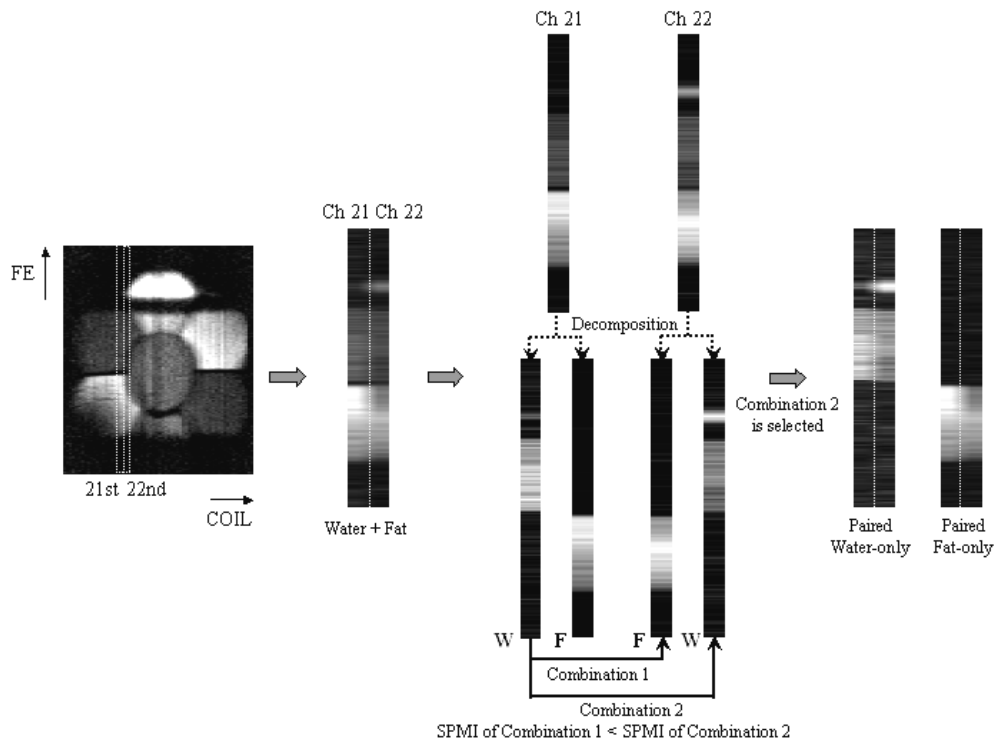 Ch 21
Ch 22
Ch 21 Ch 22
FE
21st 22nd
COIL
Water + Fat
Decomposition
W
F
F
W
Combination 1
Combination 2
SPMI of Combination 1 < SPMI of Combination 2
Combination 2
is selected
Paired
Water-only
Paired
Fat-only